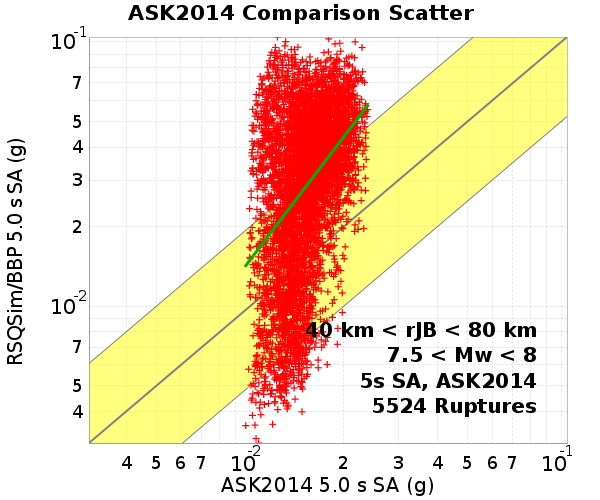 ASK2014 Comparison Scatter
RSQSim/BBP 5.0 s SA (g)
10-1
7
5
4
3
2
10-2
7
5
4
40 km < rJB < 80 km
7.5 < Mw < 8
5s SA, ASK2014
5524 Ruptures
4 5 6 7 10-2 2 3 4 5 6 7 10-1
ASK2014 5.0 s SA (g)